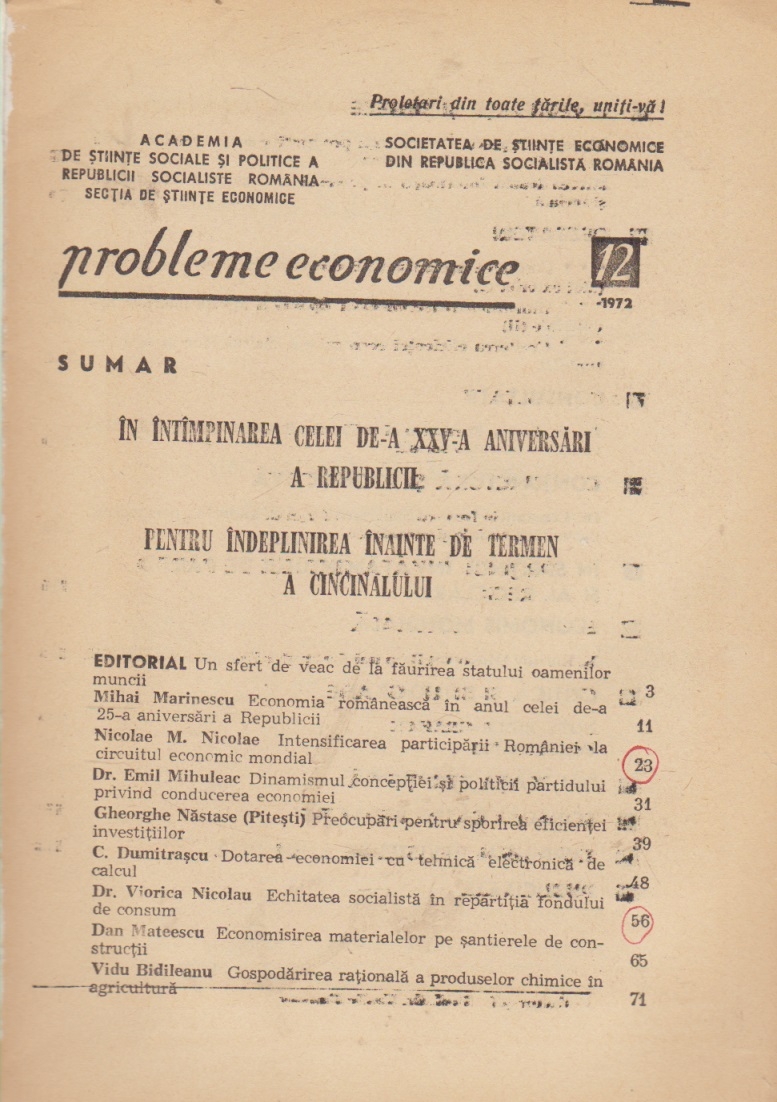 Proletari din toate țările, uniți-vă!
ACADEMIA
DE ȘTIINȚE SOCIALE ȘI POLITICE A
REPUBLICII SOCIALISTE ROMÂNIA
SECȚIA DE ȘTIINȚE ECONOMICE
SOCIETATEA DE ȘTIINȚE ECONOMICE
DIN REPUBLICA SOCIALISTĂ ROMÂNIA
probleme economice
12
1972
SUMAR
ÎN ÎNTÎMPINAREA CELEI DE-A XXV-A ANIVERSĂRI
A REPUBLICII
PENTRU ÎNDEPLINIREA ÎNAINTE DE TERMEN
A CINCINALULUI
EDITORIAL Un sfert de veac de la făurirea statului oamenilor
muncii 3
Mihai Marinescu Economia românească în anul celei de-a
25-a aniversări a Republicii 11
Nicolae M. Nicolae Intensificarea participării României la
circuitul economic mondial 23
Dr. Emil Mihuleac Dinamismul concepției și politicii partidului
privind conducerea economiei 31
Gheorghe Năstase (Pitești) Preocupări pentru sporirea eficienței
investițiilor 39
C. Dumitrașcu Dotarea economiei cu tehnică electronică de
calcul 48
Dr. Viorica Nicolau Echitatea socialistă în repartiția fondului
de consum 56
Dan Mateescu Economisirea materialelor pe șantierele de con-
strucții 65
Vidu Bidileanu Gospodărirea rațională a produselor chimice în
agricultură 71